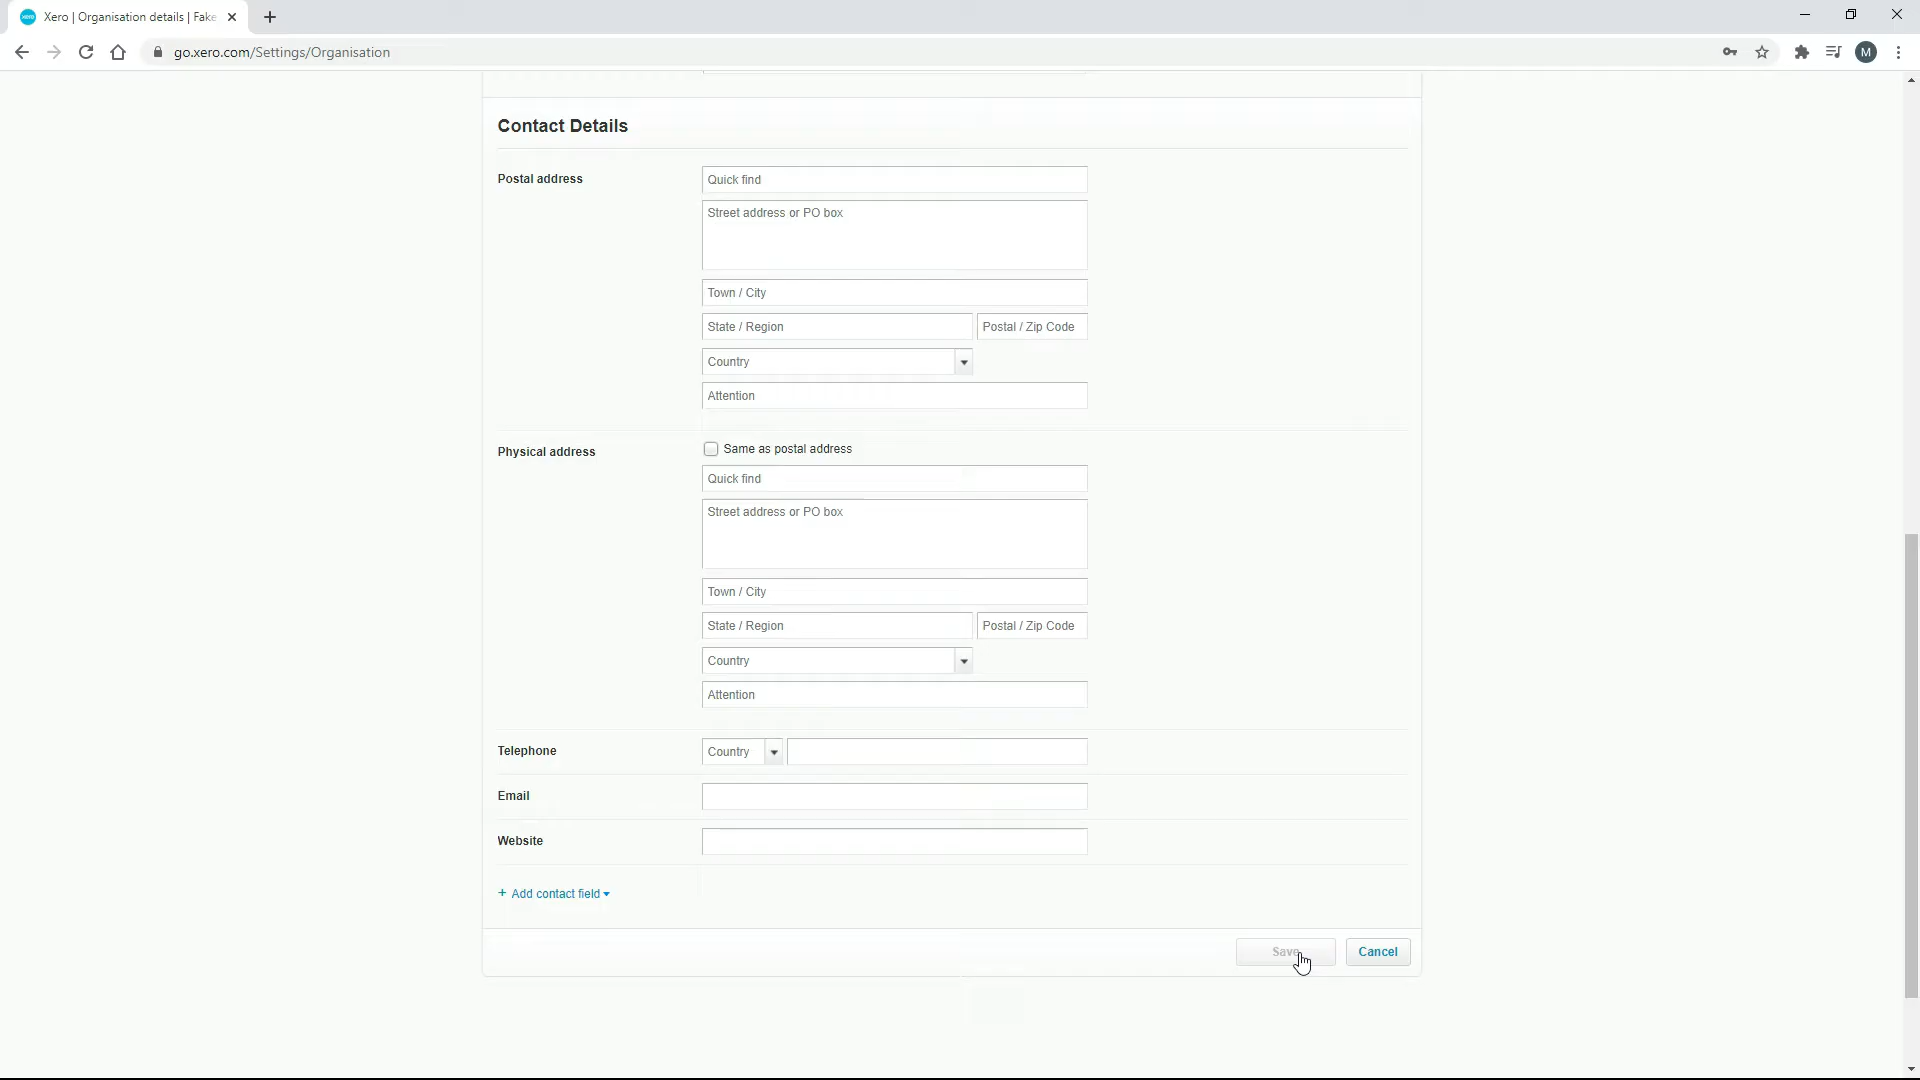 xero
Xero | Organisation details | Fake
go.xero.com/Settings/Organisation
M
Contact Details
Postal address
Quick find
Street address or PO box
Town / City
State / Region
Postal / Zip Code
Country
Attention
Physical address
Same as postal address
Quick find
Street address or PO box
Town / City
State / Region
Postal / Zip Code
Country
Attention
Telephone
Country
Email
Website
+ Add contact field
Save
Cancel